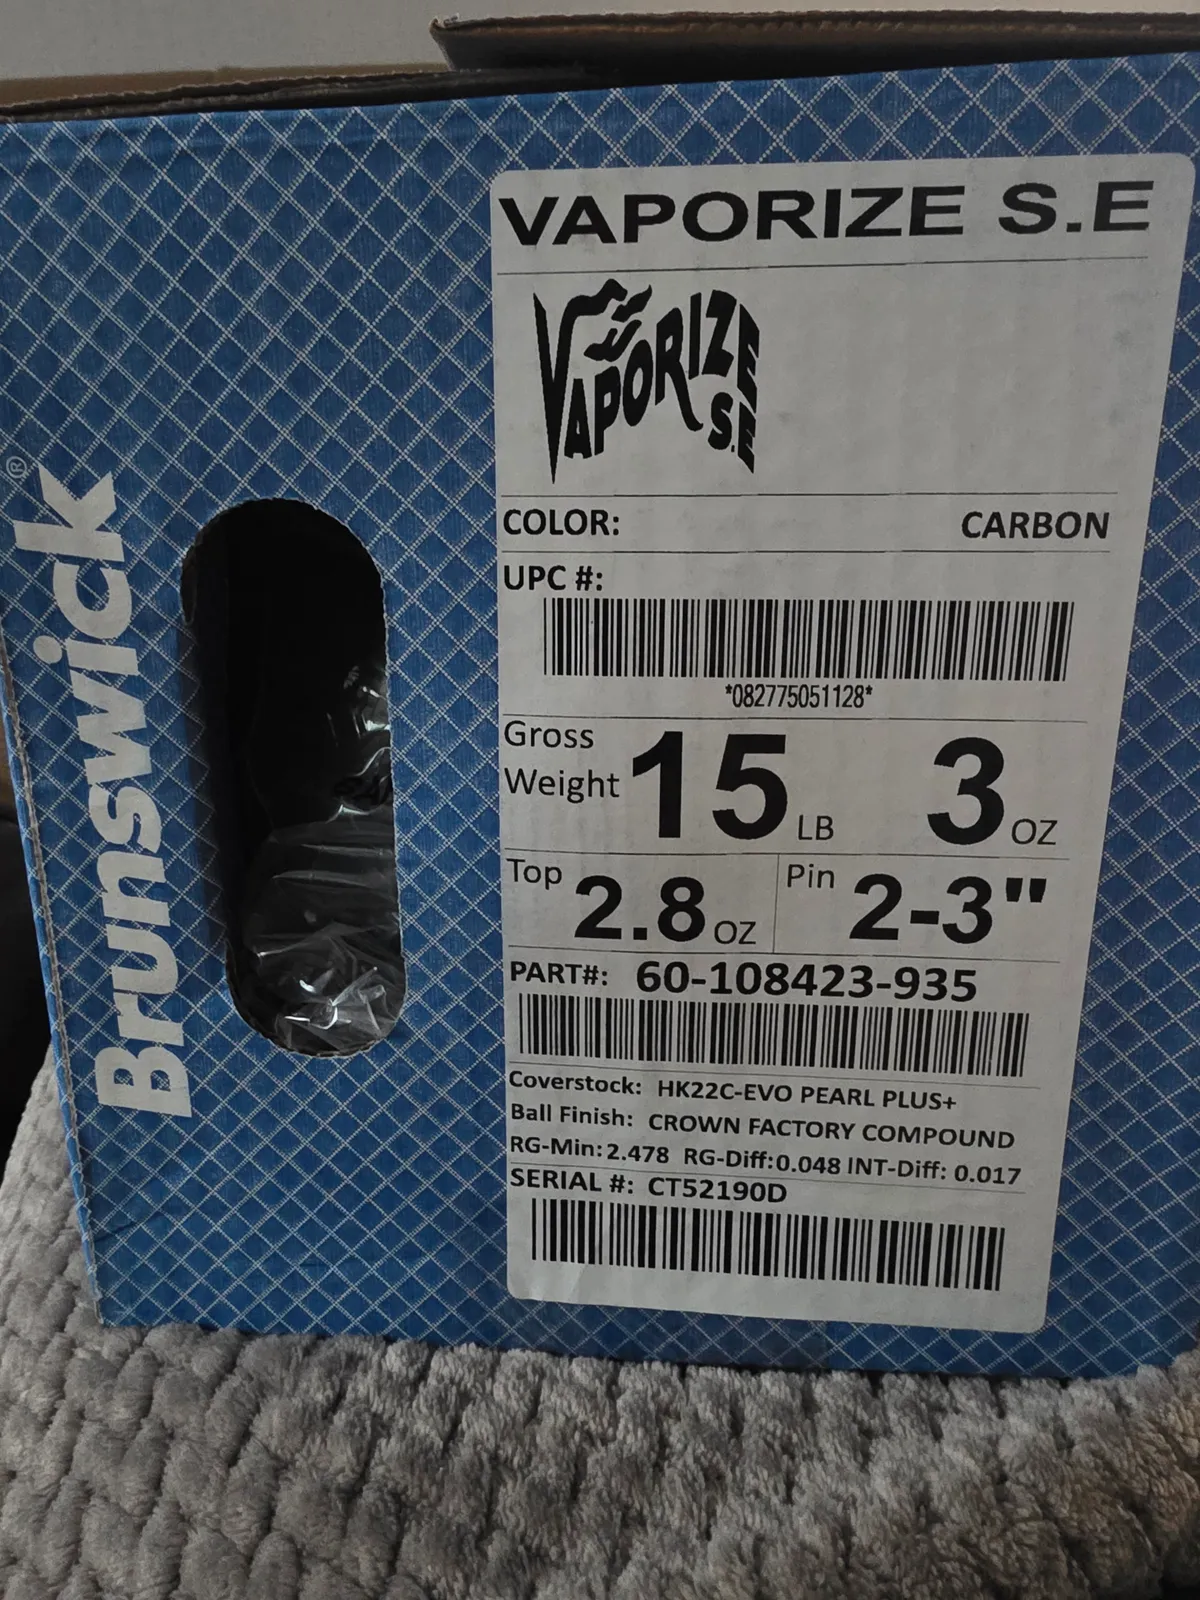 Brunswick®
VAPORIZE S.E
VAPORIZE
S.E
COLOR: CARBON
UPC #:
*082775051128*
Gross
Weight 15 LB 3 OZ
Top 2.8 OZ Pin 2-3"
PART#: 60-108423-935
Coverstock: HK22C-EVO PEARL PLUS+
Ball Finish: CROWN FACTORY COMPOUND
RG-Min: 2.478 RG-Diff: 0.048 INT-Diff: 0.017
SERIAL #: CT52190D